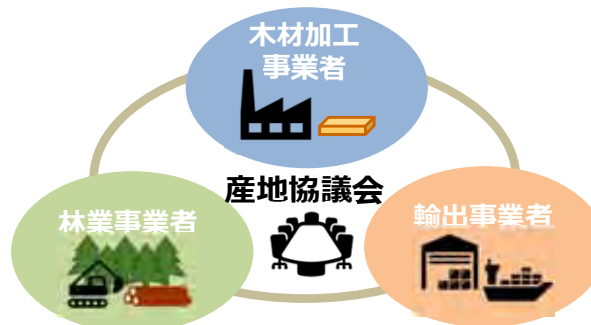 木材加工
事業者
産地協議会
林業事業者
輸出事業者